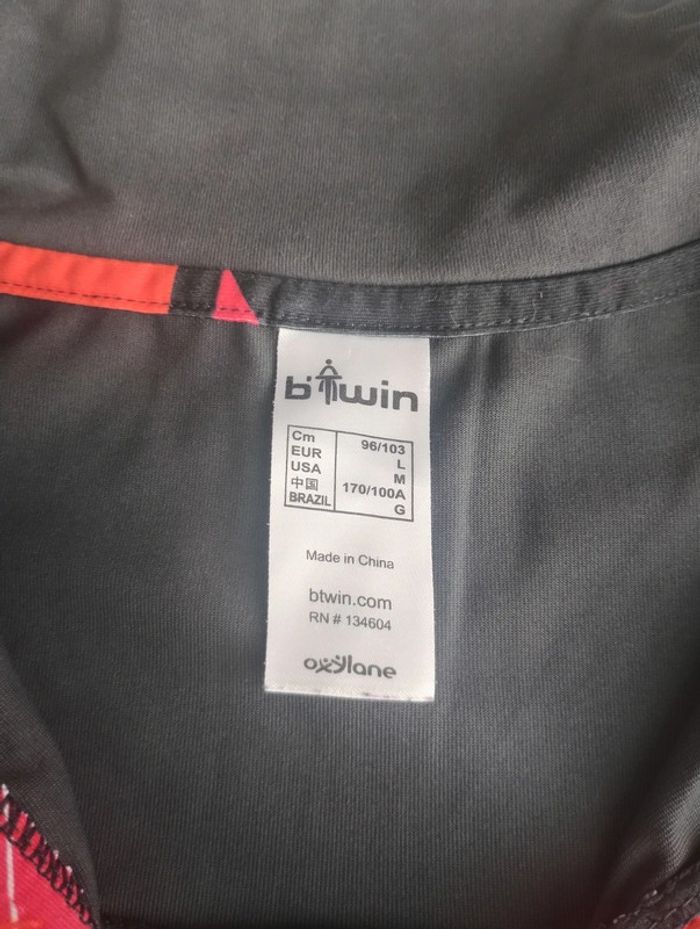 b'Twin
Cm 96/103
EUR L
USA M
中国 170/100A
BRAZIL G
Made in China
btwin.com
RN # 134604
oxylane